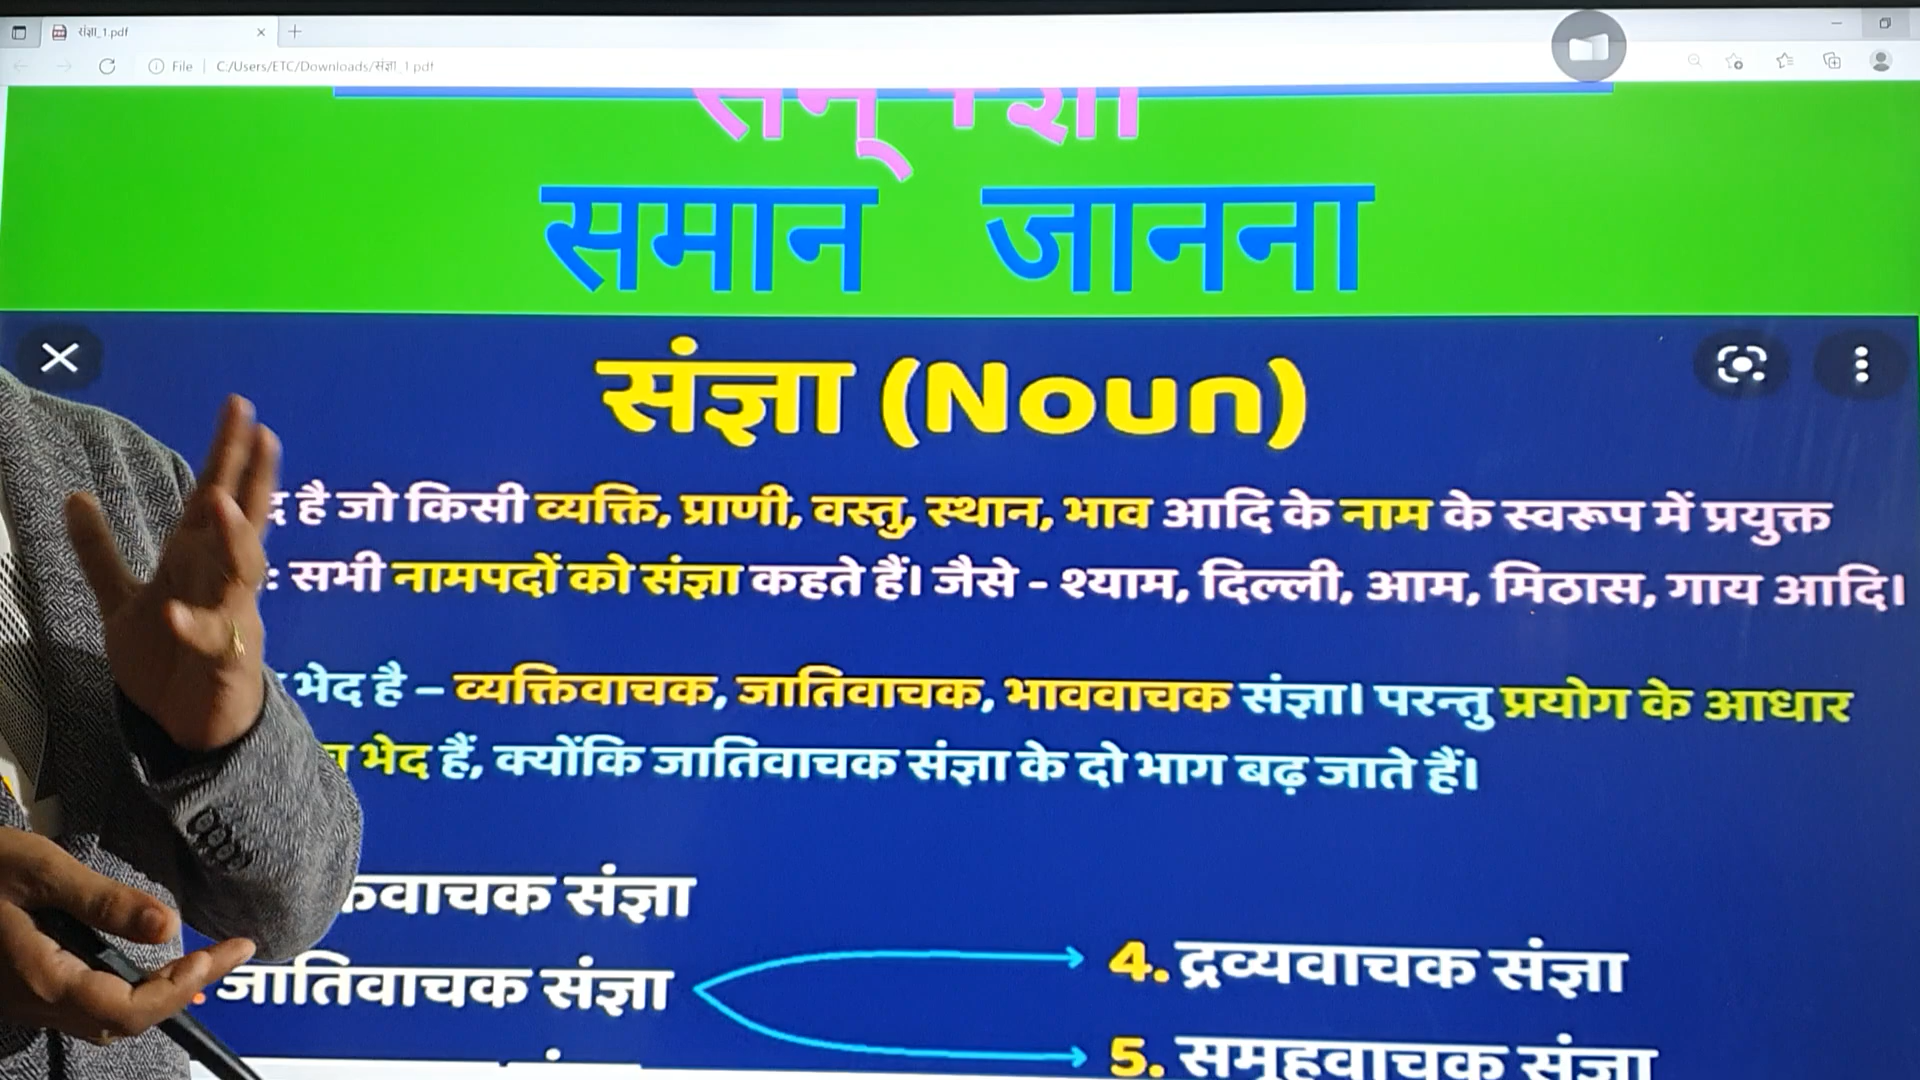 संज्ञा_1.pdf
File | C:/Users/ETC/Downloads/संज्ञा_1.pdf
सम्+ज्ञा
समान जानना
संज्ञा (Noun)
है जो किसी व्यक्ति, प्राणी, वस्तु, स्थान, भाव आदि के नाम के स्वरूप में प्रयुक्त
: सभी नामपदों को संज्ञा कहते हैं। जैसे - श्याम, दिल्ली, आम, मिठास, गाय आदि।
भेद है – व्यक्तिवाचक, जातिवाचक, भाववाचक संज्ञा। परन्तु प्रयोग के आधार
भेद हैं, क्योंकि जातिवाचक संज्ञा के दो भाग बढ़ जाते हैं।
संज्ञा
जातिवाचक संज्ञा
4. द्रव्यवाचक संज्ञा
5. समूहवाचक संज्ञा